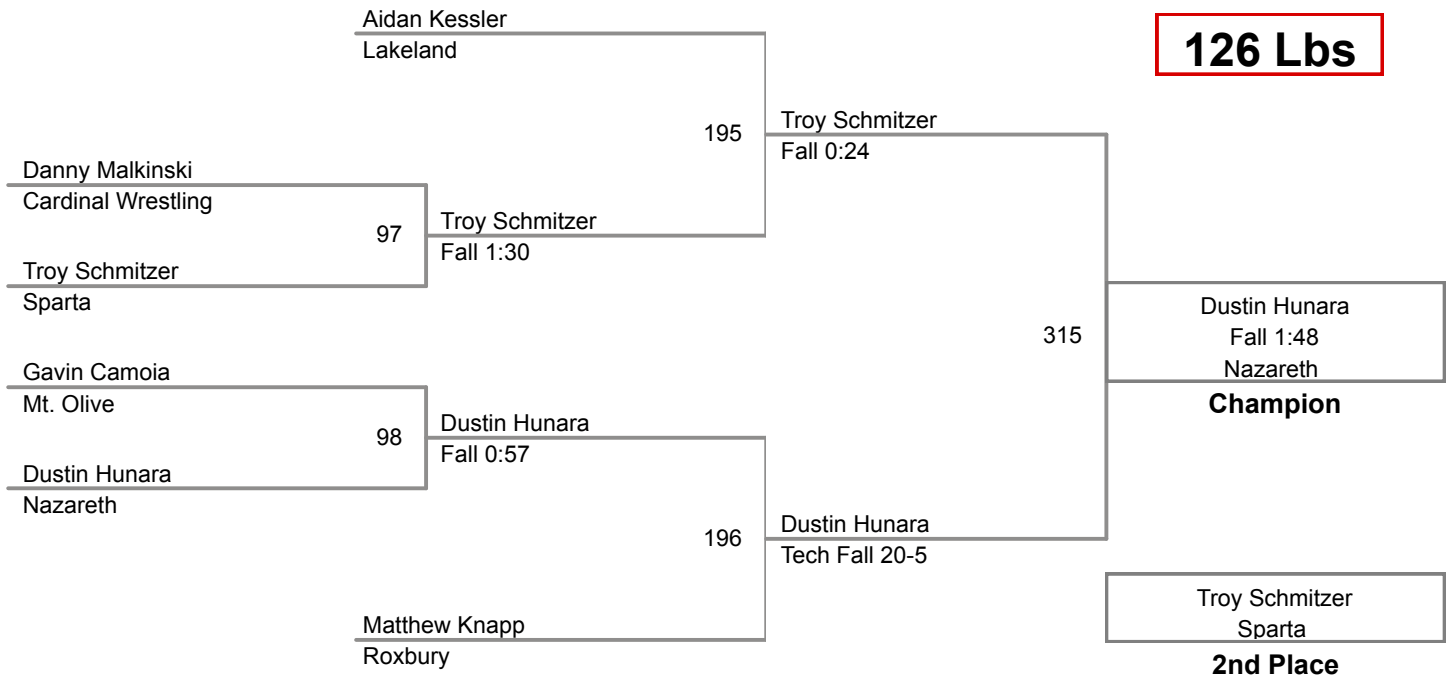 Aidan Kessler
Lakeland
126 Lbs
195
Troy Schmitzer
Fall 0:24
Danny Malkinski
Cardinal Wrestling
97
Troy Schmitzer
Fall 1:30
Troy Schmitzer
Sparta
315
Dustin Hunara
Fall 1:48
Nazareth
Champion
Gavin Camoia
Mt. Olive
98
Dustin Hunara
Fall 0:57
Dustin Hunara
Nazareth
196
Dustin Hunara
Tech Fall 20-5
Matthew Knapp
Roxbury
Troy Schmitzer
Sparta
2nd Place